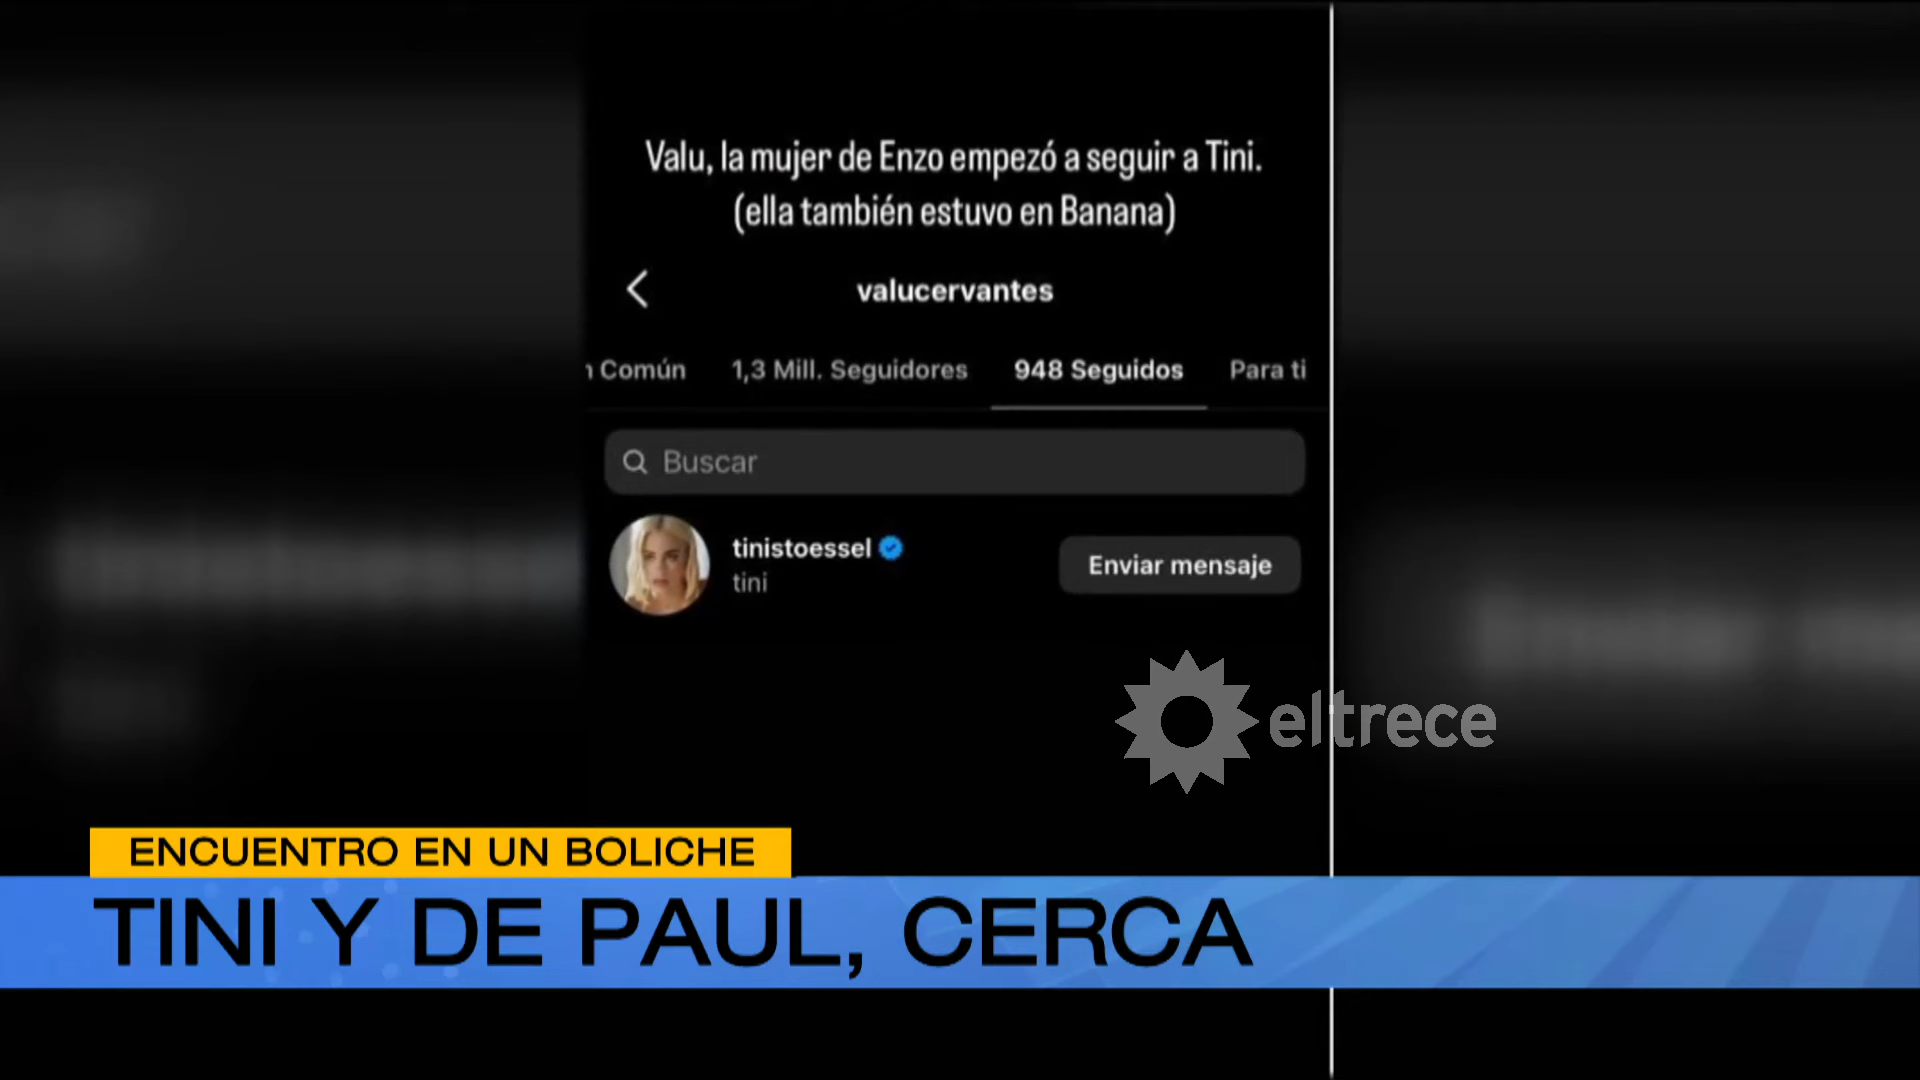 Valu, la mujer de Enzo empezó a seguir a Tini.
(ella también estuvo en Banana)
valucervantes
n Común 1,3 Mill. Seguidores 948 Seguidos Para ti
Buscar
tinistoessel
tini
Enviar mensaje
eltrece
ENCUENTRO EN UN BOLICHE
TINI Y DE PAUL, CERCA